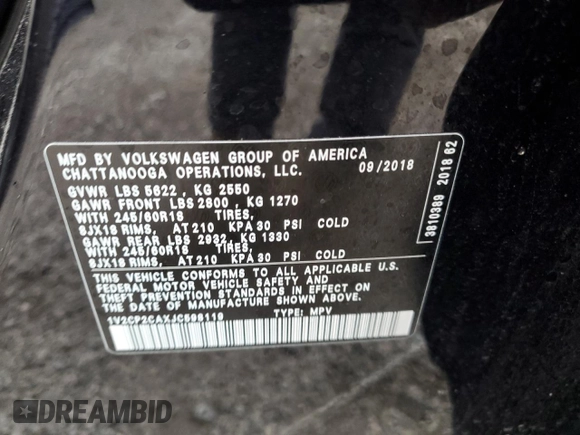 MFD BY VOLKSWAGEN GROUP OF AMERICA
CHATTANOOGA OPERATIONS, LLC. 09/2018
GVWR LBS 5622 , KG 2550
GAWR FRONT LBS 2800 , KG 1270
WITH 245/60R18 TIRES,
8JX18 RIMS, AT 210 KPA 30 PSI COLD
GAWR REAR LBS 2932, KG 1330
WITH 245/60R18 TIRES,
8JX18 RIMS, AT 210 KPA 30 PSI COLD
THIS VEHICLE CONFORMS TO ALL APPLICABLE U.S.
FEDERAL MOTOR VEHICLE SAFETY AND
THEFT PREVENTION STANDARDS IN EFFECT ON
THE DATE OF MANUFACTURE SHOWN ABOVE.
TYPE: MPV
3810389 2018 62
DREAMBID